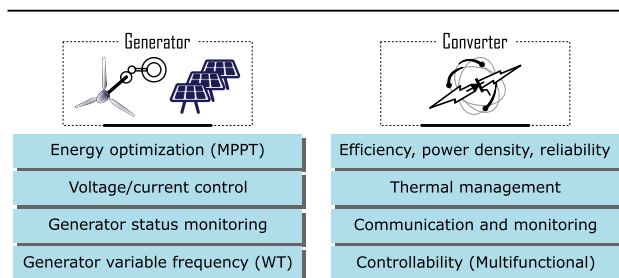 Generator
Energy optimization (MPPT)
Voltage/current control
Generator status monitoring
Generator variable frequency (WT)
Converter
Efficiency, power density, reliability
Thermal management
Communication and monitoring
Controllability (Multifunctional)